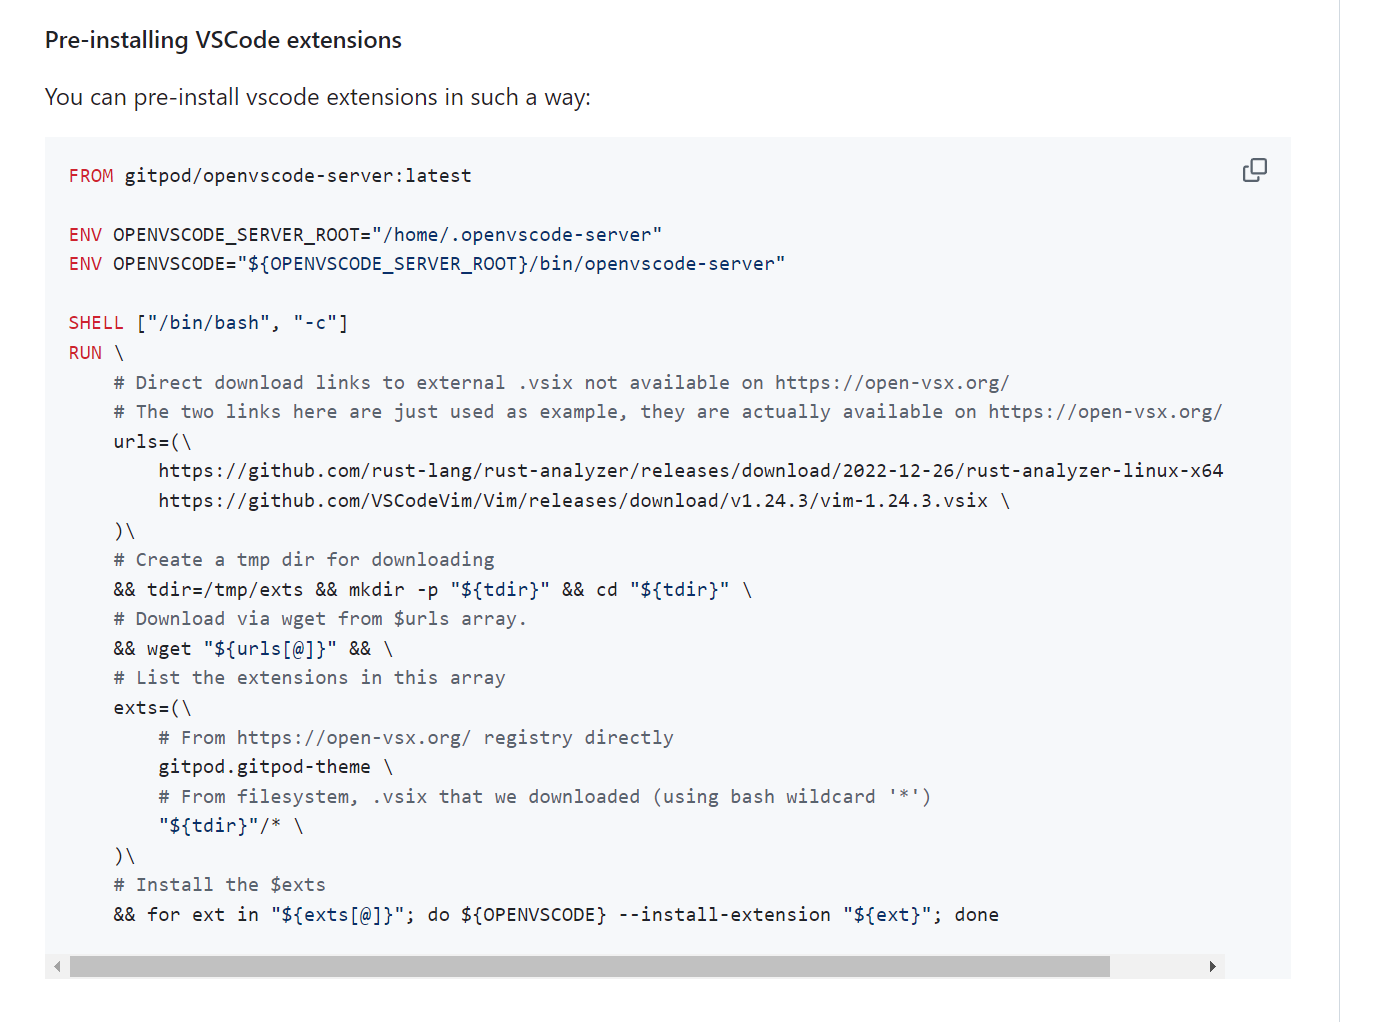 Pre-installing VSCode extensions
You can pre-install vscode extensions in such a way:
FROM gitpod/openvscode-server:latest
ENV OPENVSCODE_SERVER_ROOT="/home/.openvscode-server"
ENV OPENVSCODE="${OPENVSCODE_SERVER_ROOT}/bin/openvscode-server"
SHELL ["/bin/bash", "-c"]
RUN \
# Direct download links to external .vsix not available on https://open-vsx.org/
# The two links here are just used as example, they are actually available on https://open-vsx.org/
urls=(\
https://github.com/rust-lang/rust-analyzer/releases/download/2022-12-26/rust-analyzer-linux-x64
https://github.com/VSCodeVim/Vim/releases/download/v1.24.3/vim-1.24.3.vsix \
)\
# Create a tmp dir for downloading
&& tdir=/tmp/exts && mkdir -p "${tdir}" && cd "${tdir}" \
# Download via wget from $urls array.
&& wget "${urls[@]}" && \
# List the extensions in this array
exts=(\
# From https://open-vsx.org/ registry directly
gitpod.gitpod-theme \
# From filesystem, .vsix that we downloaded (using bash wildcard '*')
"${tdir}"/* \
)\
# Install the $exts
&& for ext in "${exts[@]}"; do ${OPENVSCODE} --install-extension "${ext}"; done